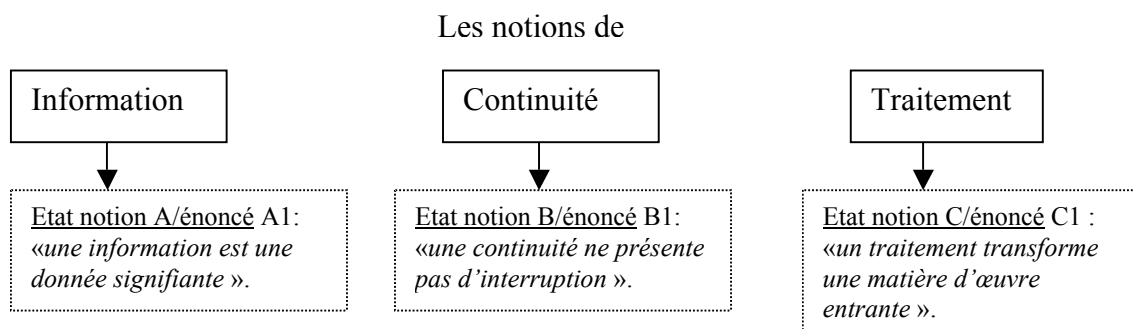 Les notions de
Information
Continuité
Traitement
Etat notion A/énoncé A1:
«une information est une
donnée signifiante ».
Etat notion B/énoncé B1:
«une continuité ne présente
pas d’interruption ».
Etat notion C/énoncé C1 :
«un traitement transforme
une matière d’œuvre
entrante ».